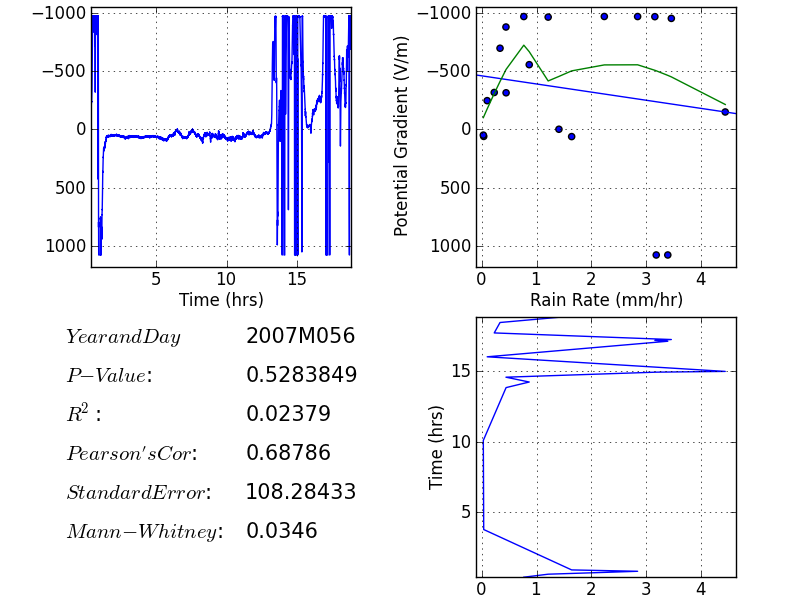 −1000
−500
0
500
1000
5
10
15
Time (hrs)
Potential Gradient (V/m)
−1000
−500
0
500
1000
0
1
2
3
4
Rain Rate (mm/hr)
YearandDay 2007M056
P−Value: 0.5283849
R²: 0.02379
Pearson'sCor: 0.68786
StandardError: 108.28433
Mann−Whitney: 0.0346
Time (hrs)
15
10
5
0
1
2
3
4